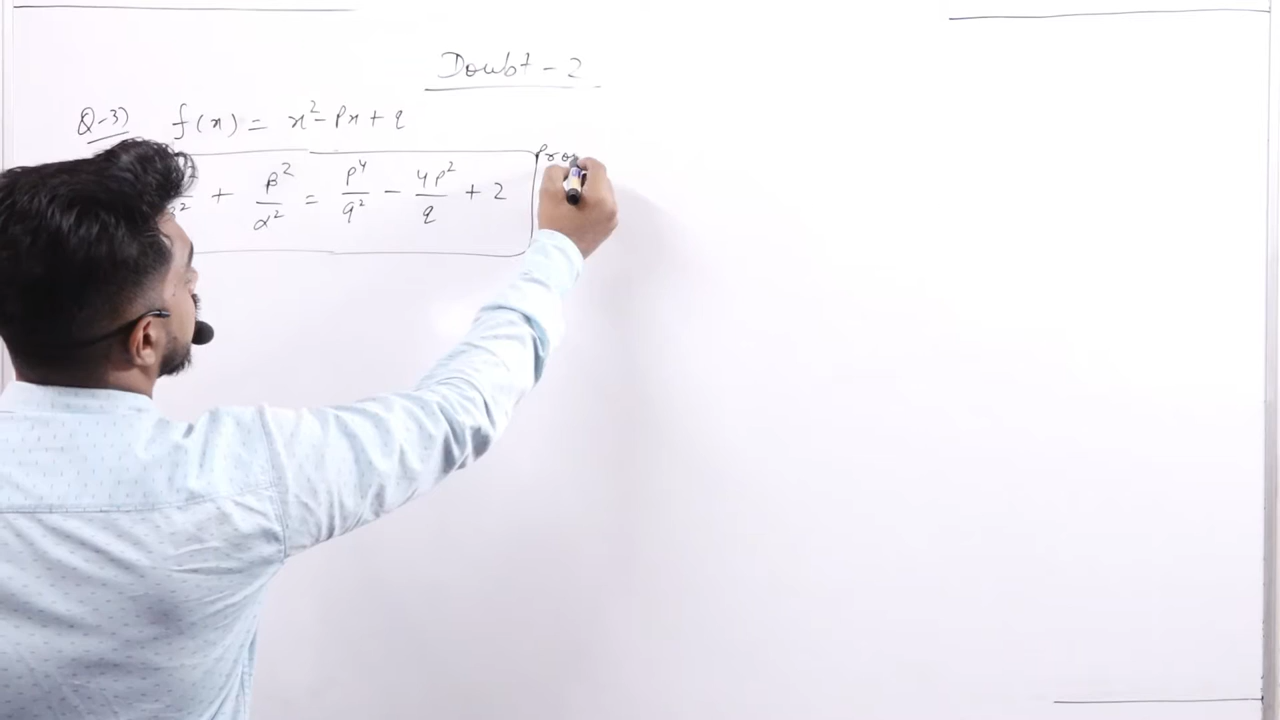 Doubt - 2
Q-3) f(x) = x² - Px + q
+ β²/α² = P⁴/q² - 4P²/q + 2